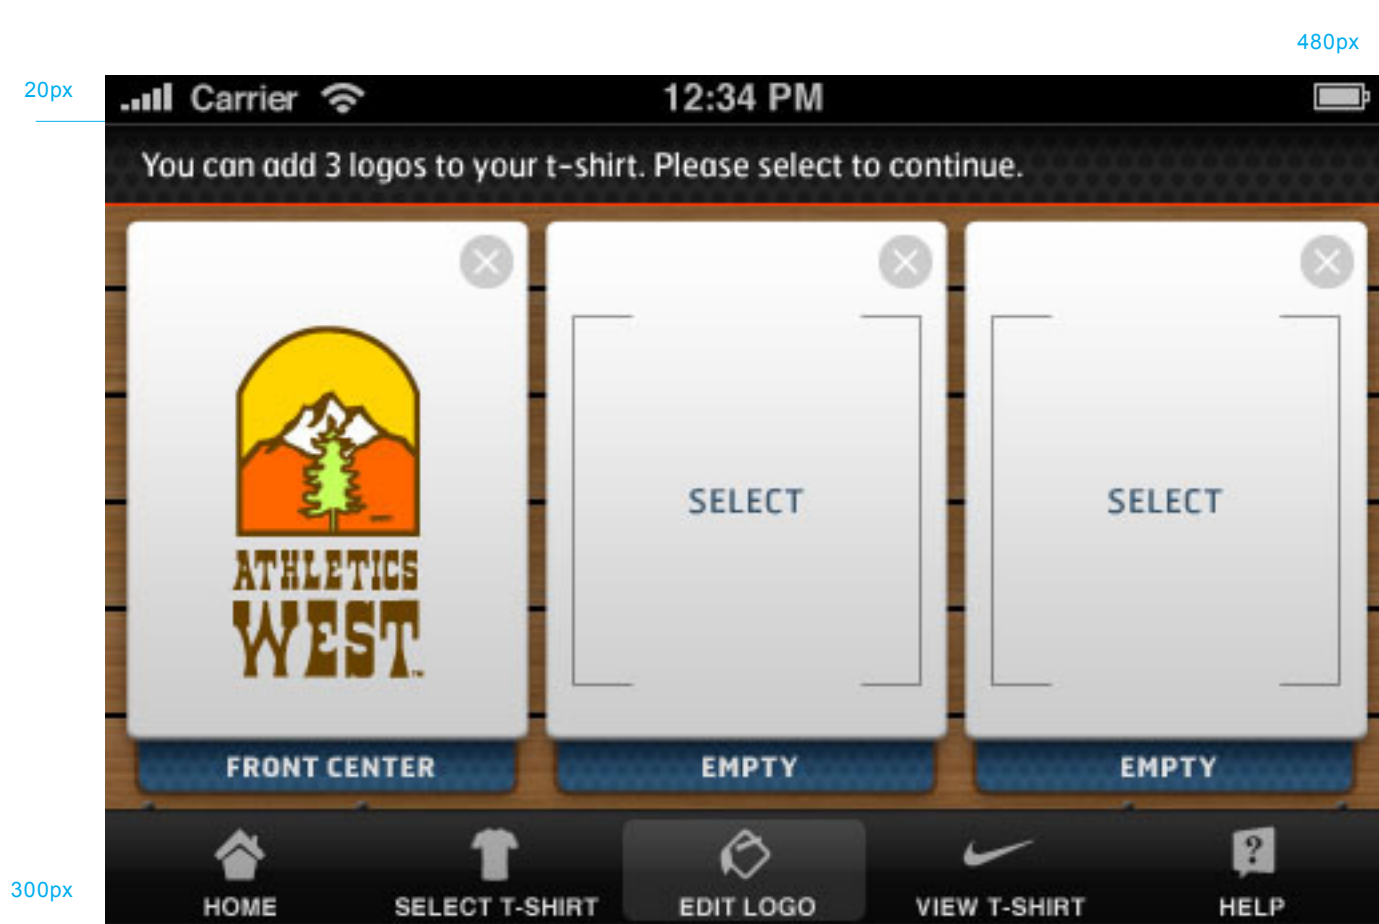 480px
20px
Carrier 12:34 PM
You can add 3 logos to your t-shirt. Please select to continue.
ATHLETICS
WEST™
SELECT
SELECT
FRONT CENTER
EMPTY
EMPTY
?
300px
HOME
SELECT T-SHIRT
EDIT LOGO
VIEW T-SHIRT
HELP